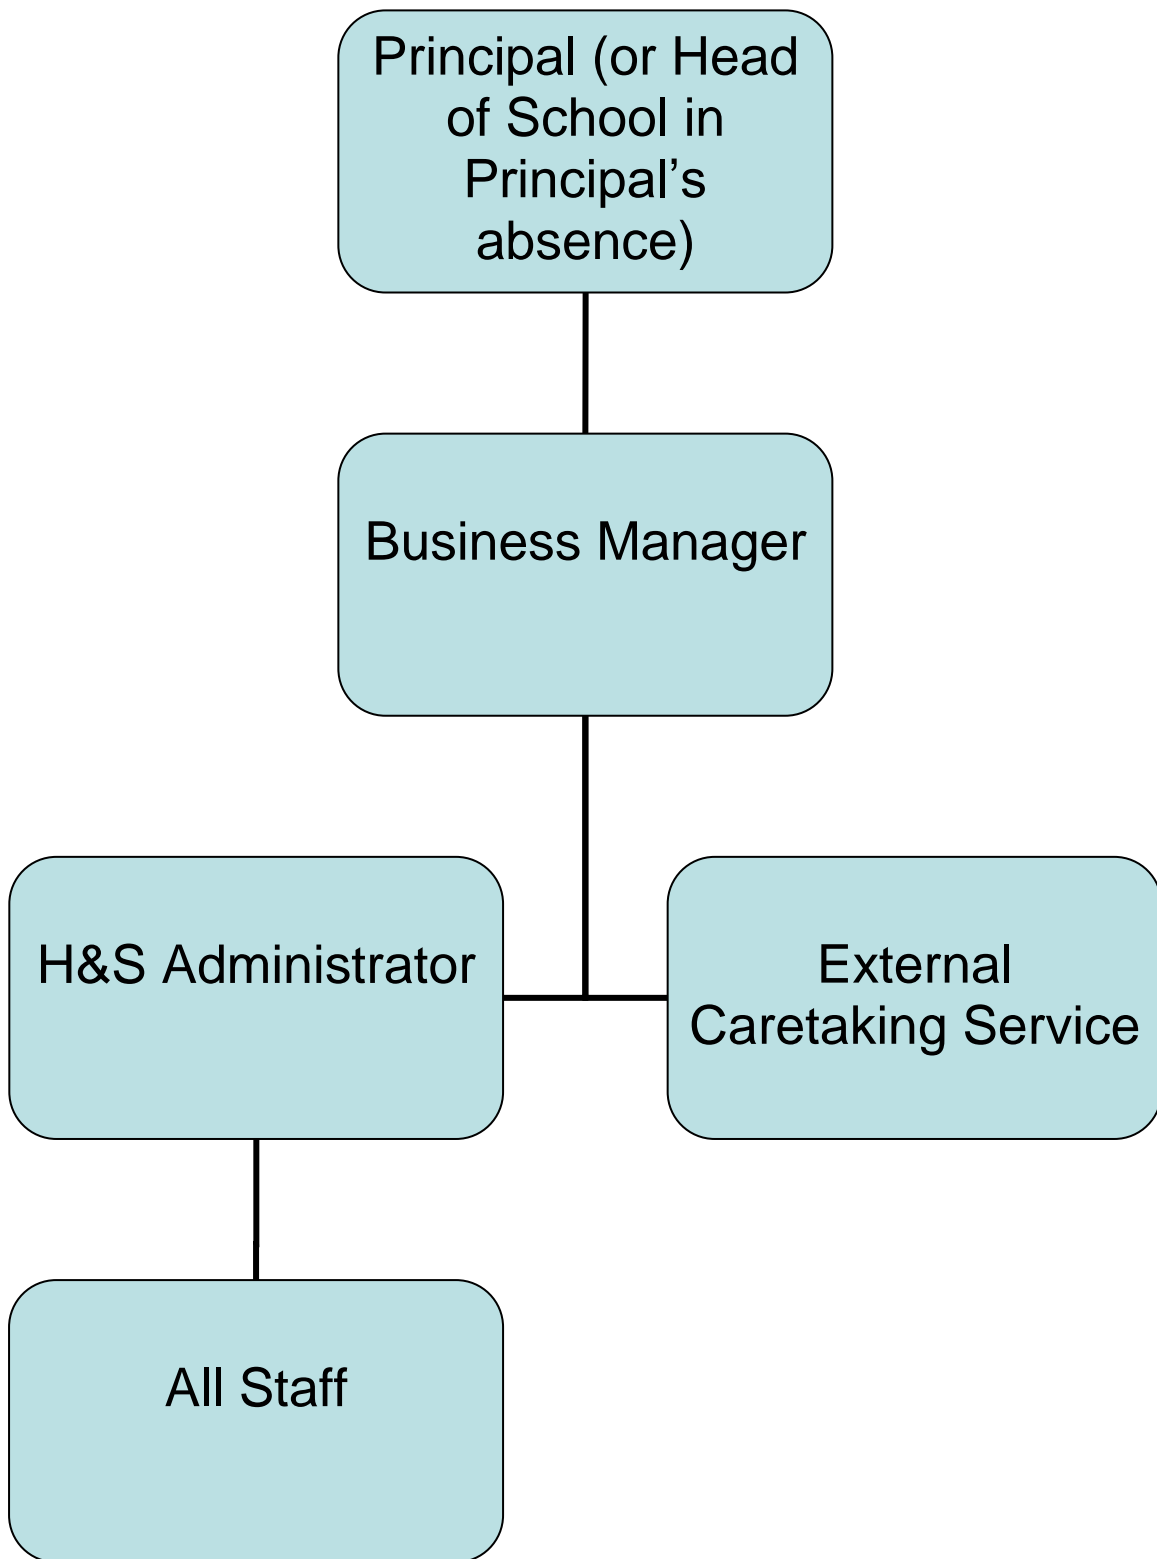 Principal (or Head
of School in
Principal’s
absence)
Business Manager
H&S Administrator
External
Caretaking Service
All Staff